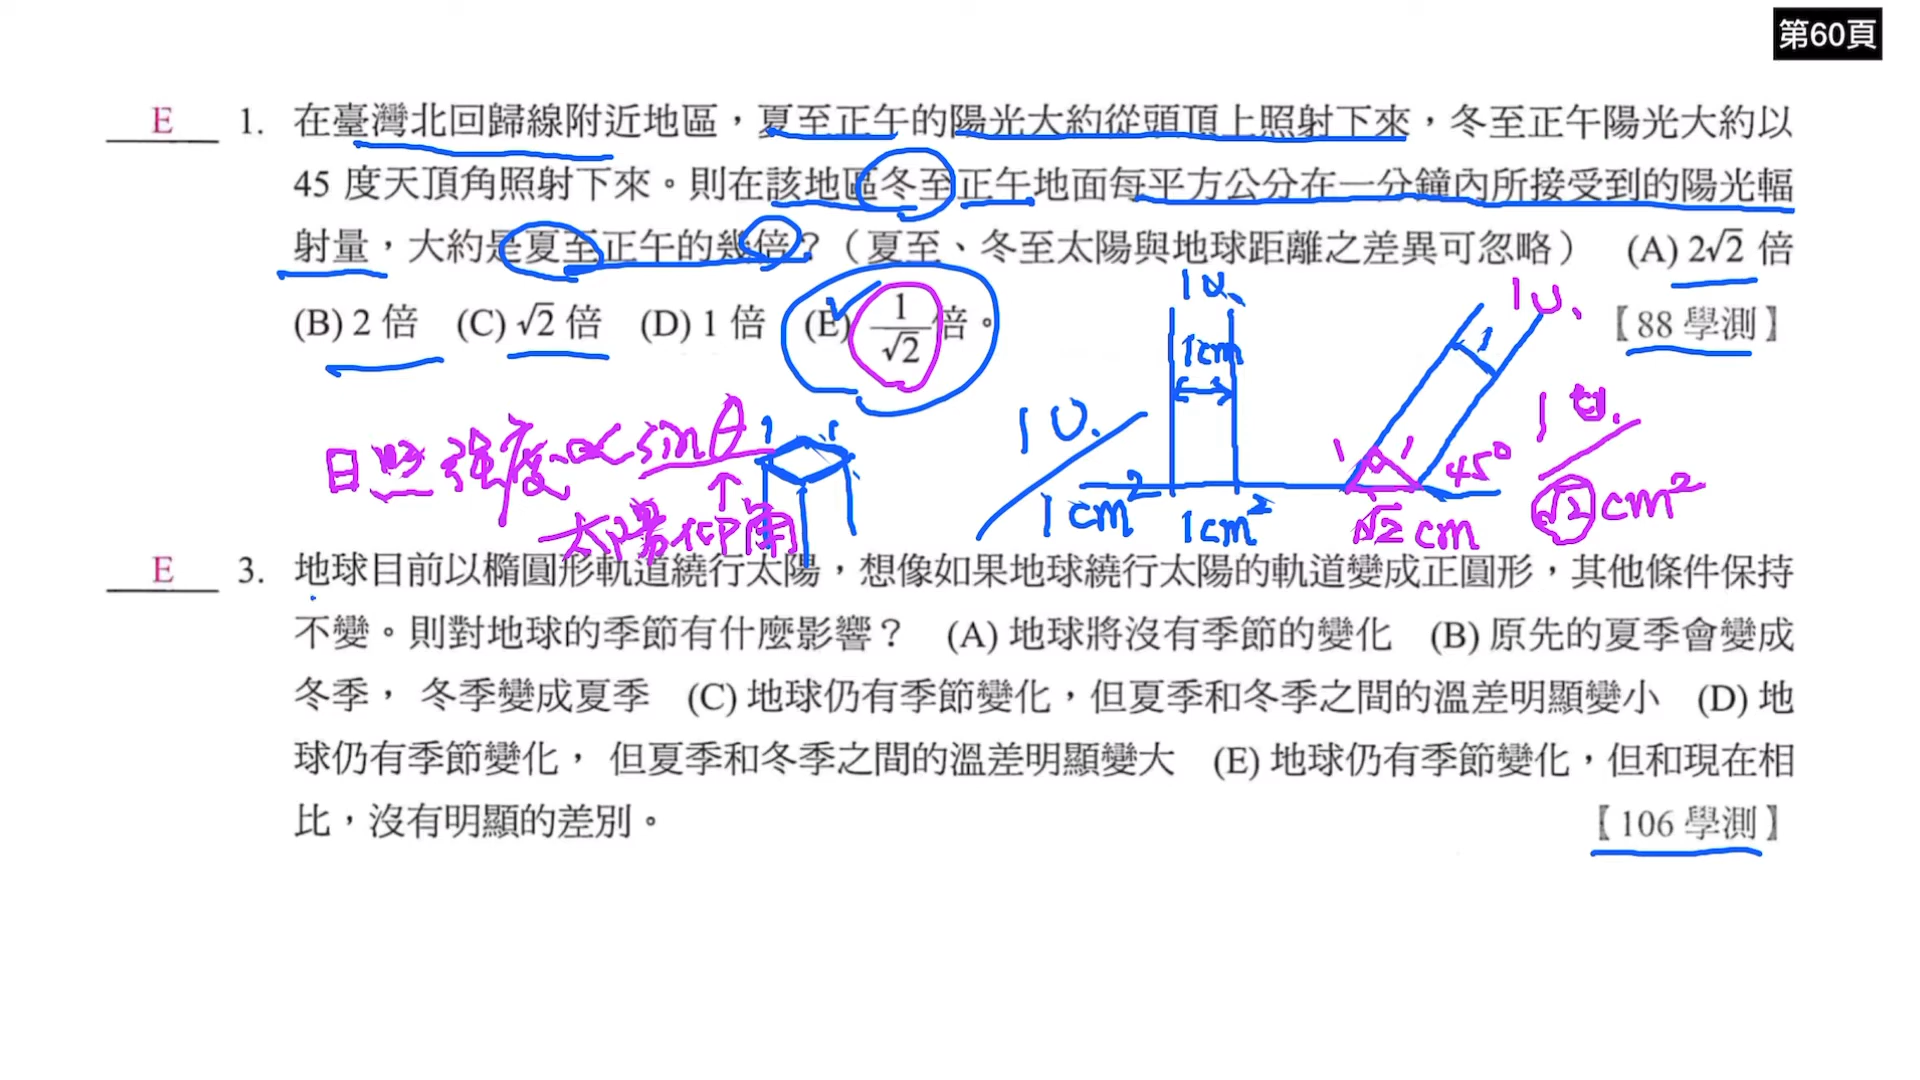 第60頁
E 1. 在臺灣北回歸線附近地區，夏至正午的陽光大約從頭頂上照射下來，冬至正午陽光大約以
45 度天頂角照射下來。則在該地區冬至正午地面每平方公分在一分鐘內所接受到的陽光輻
射量，大約是夏至正午的幾倍？（夏至、冬至太陽與地球距離之差異可忽略） (A) 2√2 倍
(B) 2 倍 (C) √2 倍 (D) 1 倍 (E) 1/√2 倍。 【88 學測】
1U.
1U.
1cm
1
日照強度∝sinθ
1 1
1U.
1cm²
1 1
45°
1U.
√2cm²
太陽仰角
1cm²
√2cm
E 3. 地球目前以橢圓形軌道繞行太陽，想像如果地球繞行太陽的軌道變成正圓形，其他條件保持
不變。則對地球的季節有什麼影響？ (A) 地球將沒有季節的變化 (B) 原先的夏季會變成
冬季， 冬季變成夏季 (C) 地球仍有季節變化，但夏季和冬季之間的溫差明顯變小 (D) 地
球仍有季節變化， 但夏季和冬季之間的溫差明顯變大 (E) 地球仍有季節變化，但和現在相
比，沒有明顯的差別。 【106 學測】